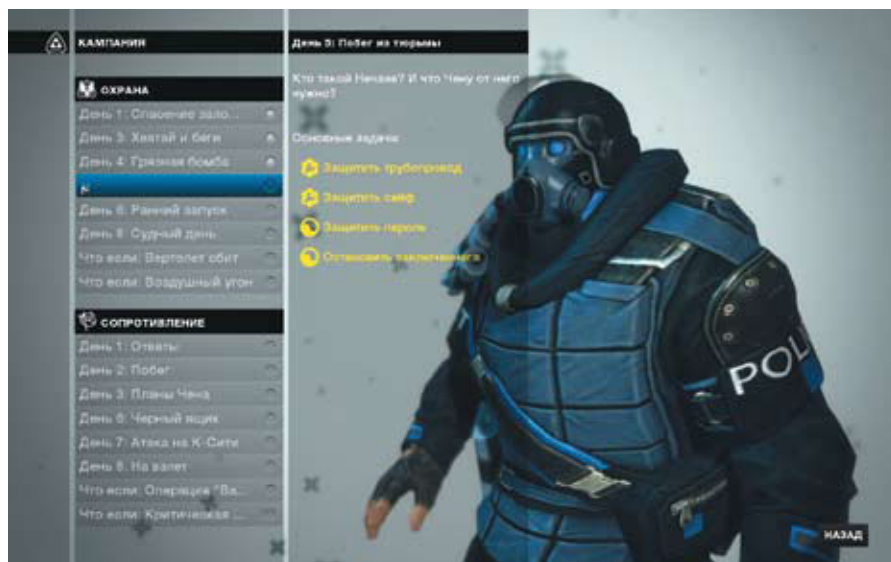 КАМПАНИЯ
ОХРАНА
День 1: Спасение зало...
День 3: Хватай и беги
День 4: Грязная бомба
День 6: Ранний запуск
День 8: Судный день
Что если: Вертолет сбит
Что если: Воздушный угон
СОПРОТИВЛЕНИЕ
День 1: Ответы
День 2: Побег
День 3: Планы Чена
День 6: Черный ящик
День 7: Атака на К-Сити
День 8: На взлет
Что если: Операция "Ва...
Что если: Критическая ...
День 5: Побег из тюрьмы
Кто такой Нечаев? И что Чену от него
нужно?
Основные задачи:
Защитить трубопровод
Защитить сейф
Защитить пароль
Остановить заключенного
POLI
НАЗАД